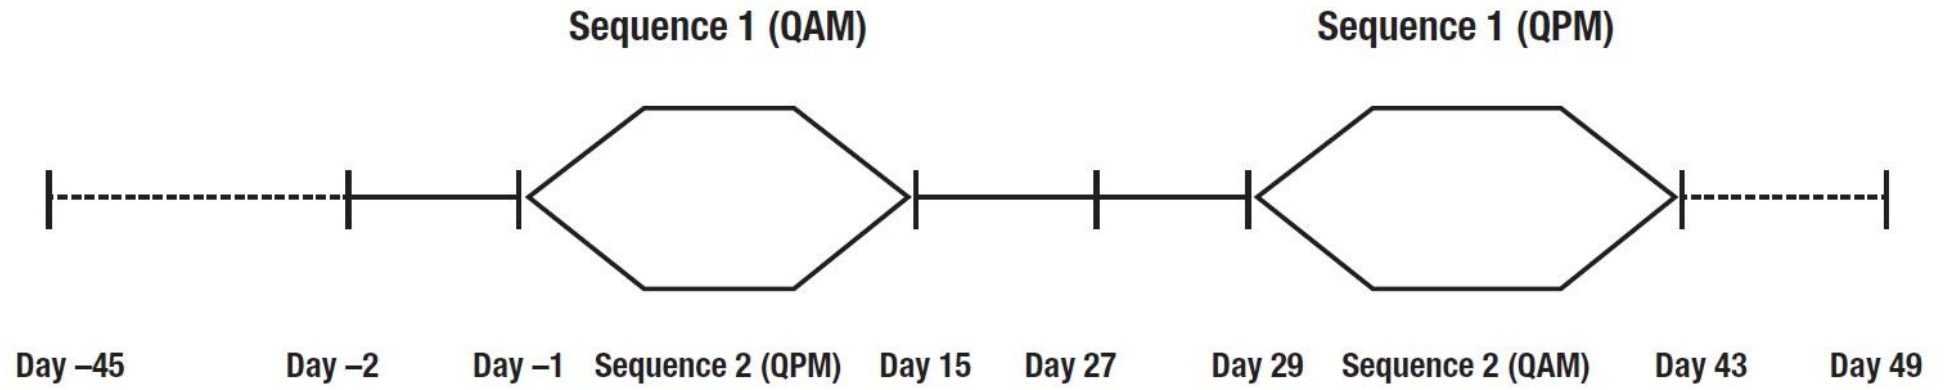 Sequence 1 (QAM)
Sequence 1 (QPM)
Day –45
Day –2
Day –1
Sequence 2 (QPM)
Day 15
Day 27
Day 29
Sequence 2 (QAM)
Day 43
Day 49